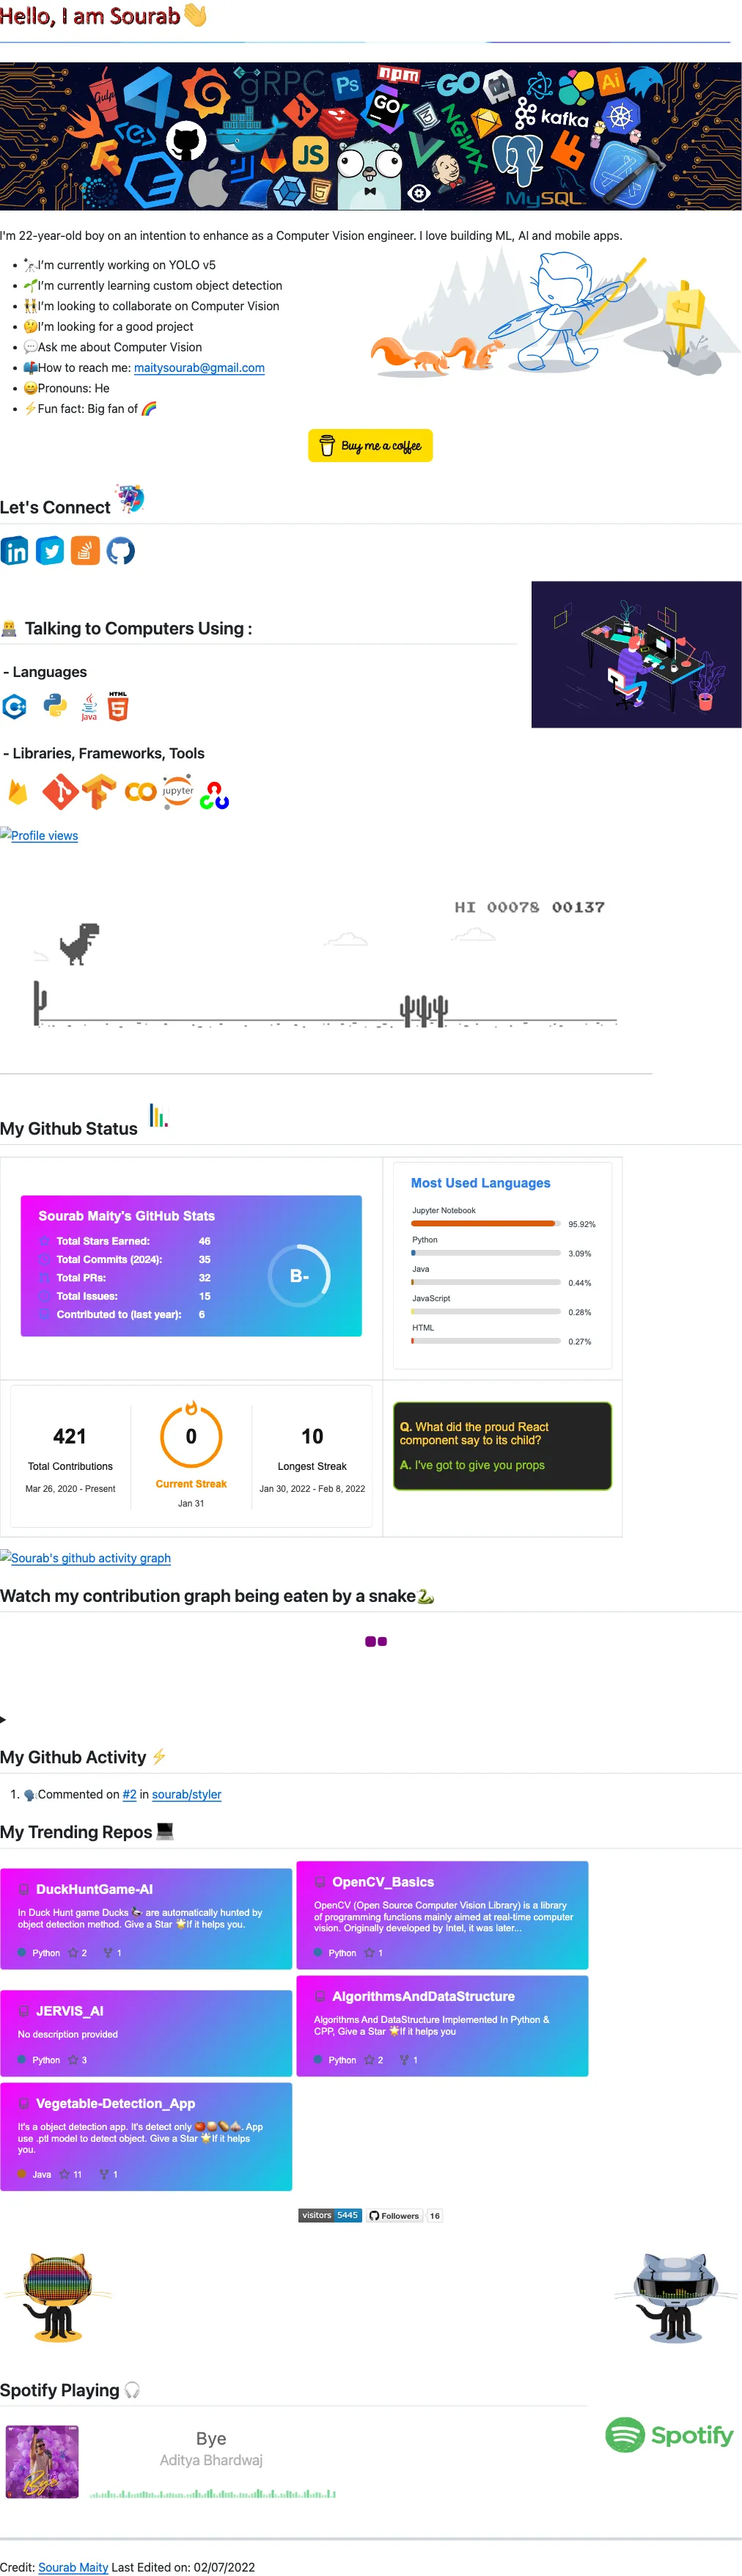 Hello, I am Sourab👋
Gulp
gRPC
Ps
npm
GO
Ai
GO
kafka
JS
NGINX
MySQL
I'm 22-year-old boy on an intention to enhance as a Computer Vision engineer. I love building ML, AI and mobile apps.
• 🔭I'm currently working on YOLO v5
• 🌱I'm currently learning custom object detection
• 👯I'm looking to collaborate on Computer Vision
• 🤔I'm looking for a good project
• 💬Ask me about Computer Vision
• 📫How to reach me: maitysourab@gmail.com
• 😄Pronouns: He
• ⚡Fun fact: Big fan of 🌈
Buy me a coffee
Let's Connect
in
👨‍💻 Talking to Computers Using :
- Languages
C++
Java
HTML
5
- Libraries, Frameworks, Tools
jupyter
Profile views
HI 00078 00137
My Github Status
Sourab Maity's GitHub Stats
Total Stars Earned: 46
Total Commits (2024): 35
Total PRs: 32
Total Issues: 15
Contributed to (last year): 6
B-
Most Used Languages
Jupyter Notebook
95.92%
Python
3.09%
Java
0.44%
JavaScript
0.28%
HTML
0.27%
421
Total Contributions
Mar 26, 2020 - Present
0
Current Streak
Jan 31
10
Longest Streak
Jan 30, 2022 - Feb 8, 2022
Q. What did the proud React
component say to its child?
A. I've got to give you props
Sourab's github activity graph
Watch my contribution graph being eaten by a snake🐍
My Github Activity ⚡
1. 🗣Commented on #2 in sourab/styler
My Trending Repos 💻
DuckHuntGame-AI
In Duck Hunt game Ducks 🦆 are automatically hunted by
object detection method. Give a Star 🌟If it helps you.
Python 2 1
OpenCV_Basics
OpenCV (Open Source Computer Vision Library) is a library
of programming functions mainly aimed at real-time computer
vision. Originally developed by Intel, it was later...
Python 1
JERVIS_AI
No description provided
Python 3
AlgorithmsAndDataStructure
Algorithms And DataStructure Implemented In Python &
CPP, Give a Star 🌟If it helps you
Python 2 1
Vegetable-Detection_App
It's a object detection app. It's detect only 🍎🥔🥕🧄. App
use .ptl model to detect object. Give a Star 🌟If it helps
you.
Java 11 1
visitors 5445
Followers 16
Spotify Playing 🎧
Bye
Aditya Bhardwaj
Spotify
Credit: Sourab Maity Last Edited on: 02/07/2022